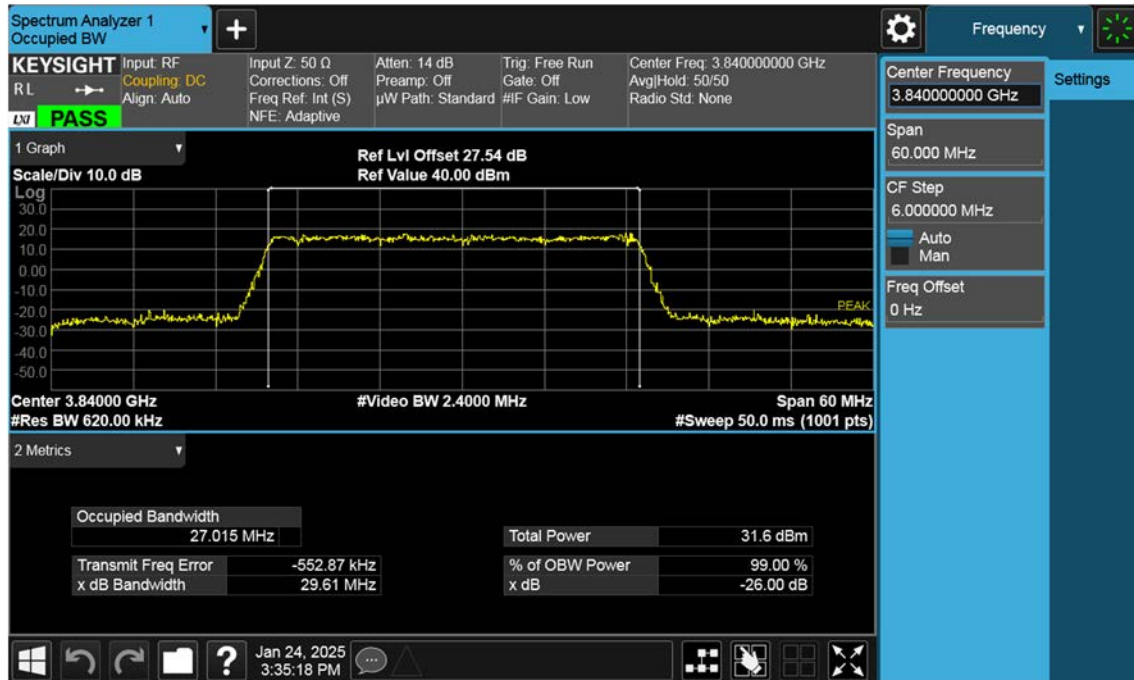 Spectrum Analyzer 1
Occupied BW
+
Frequency
KEYSIGHT
R L
LXI PASS
Input: RF
Coupling: DC
Align: Auto
Input Z: 50 Ω
Corrections: Off
Freq Ref: Int (S)
NFE: Adaptive
Atten: 14 dB
Preamp: Off
µW Path: Standard
#IF Gain: Low
Trig: Free Run
Gate: Off
Center Freq: 3.840000000 GHz
Avg|Hold: 50/50
Radio Std: None
Center Frequency
3.840000000 GHz
Settings
Span
60.000 MHz
CF Step
6.000000 MHz
Auto
Man
Freq Offset
0 Hz
1 Graph
Ref Lvl Offset 27.54 dB
Scale/Div 10.0 dB
Ref Value 40.00 dBm
Log
30.0
20.0
10.0
0.00
-10.0
-20.0
-30.0
-40.0
-50.0
PEAK
Center 3.84000 GHz
#Video BW 2.4000 MHz
Span 60 MHz
#Res BW 620.00 kHz
#Sweep 50.0 ms (1001 pts)
2 Metrics
Occupied Bandwidth
27.015 MHz
Total Power 31.6 dBm
Transmit Freq Error -552.87 kHz
% of OBW Power 99.00 %
x dB Bandwidth 29.61 MHz
x dB -26.00 dB
?
Jan 24, 2025
3:35:18 PM